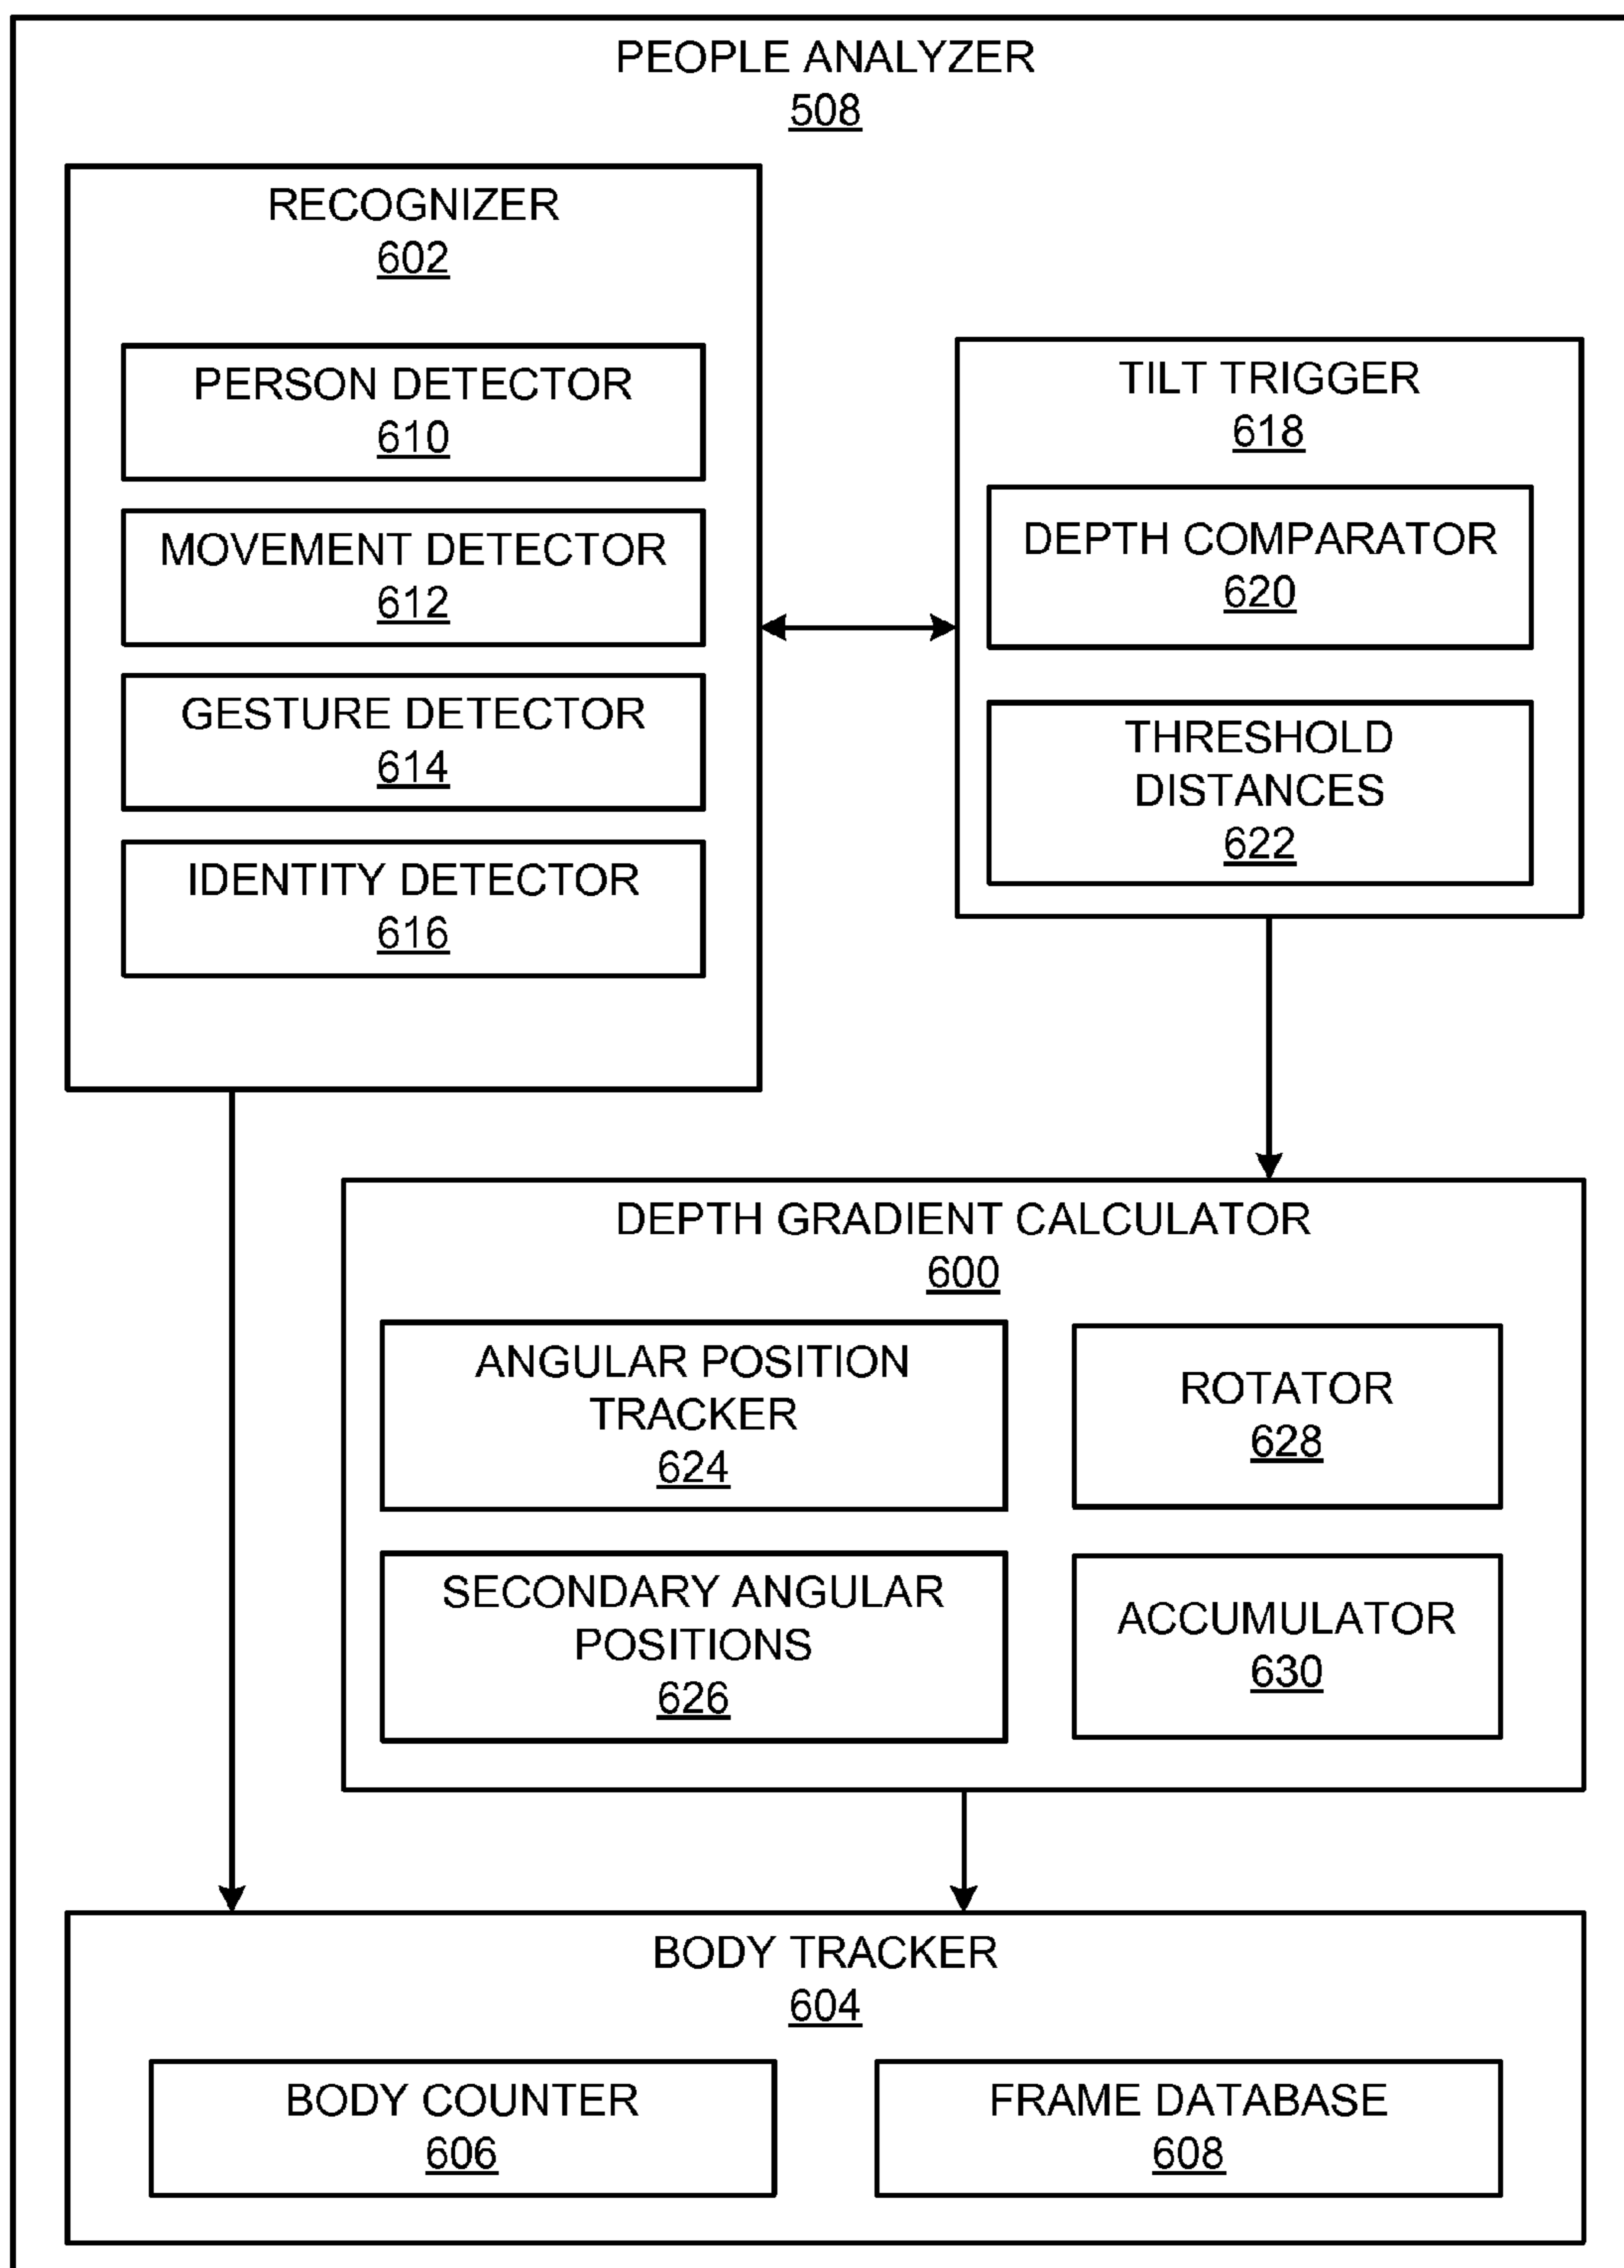 PEOPLE ANALYZER
508
RECOGNIZER
602
PERSON DETECTOR
610
MOVEMENT DETECTOR
612
GESTURE DETECTOR
614
IDENTITY DETECTOR
616
TILT TRIGGER
618
DEPTH COMPARATOR
620
THRESHOLD
DISTANCES
622
DEPTH GRADIENT CALCULATOR
600
ANGULAR POSITION
TRACKER
624
ROTATOR
628
SECONDARY ANGULAR
POSITIONS
626
ACCUMULATOR
630
BODY TRACKER
604
BODY COUNTER
606
FRAME DATABASE
608